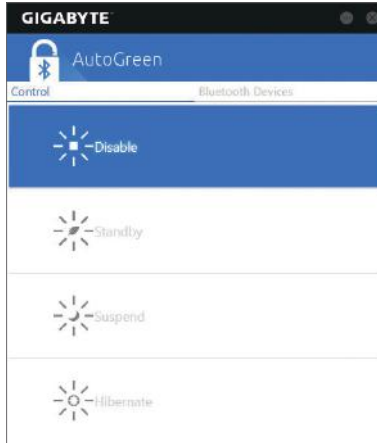 GIGABYTE
AutoGreen
Control Bluetooth Devices
Disable
Standby
Suspend
Hibernate